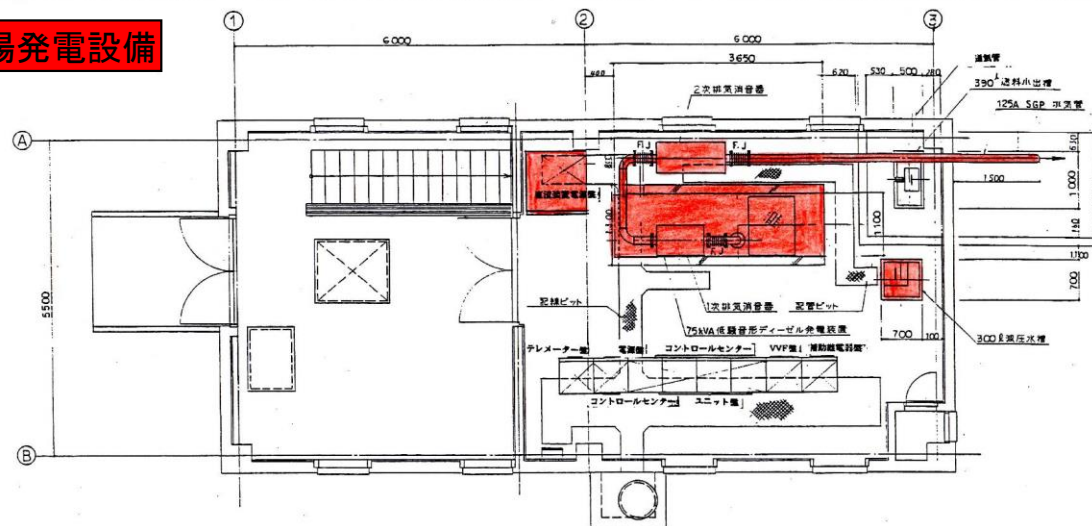 場発電設備
1
2
3
6000
6000
3650
400
620
530
500
280
通気管
390ℓ燃料小出槽
2次排気消音器
125A SGP 排気管
A
F.J
F.J
630
1000
1500
1100
1100
1100
700
5500
配線ピット
1次排気消音器
配管ピット
700
100
300ℓ減圧水槽
75kVA低騒音形ディーゼル発電装置
テレメーター盤
電源盤
コントロールセンター
VVF盤
補助継電器盤
コントロールセンター
ユニット盤
B